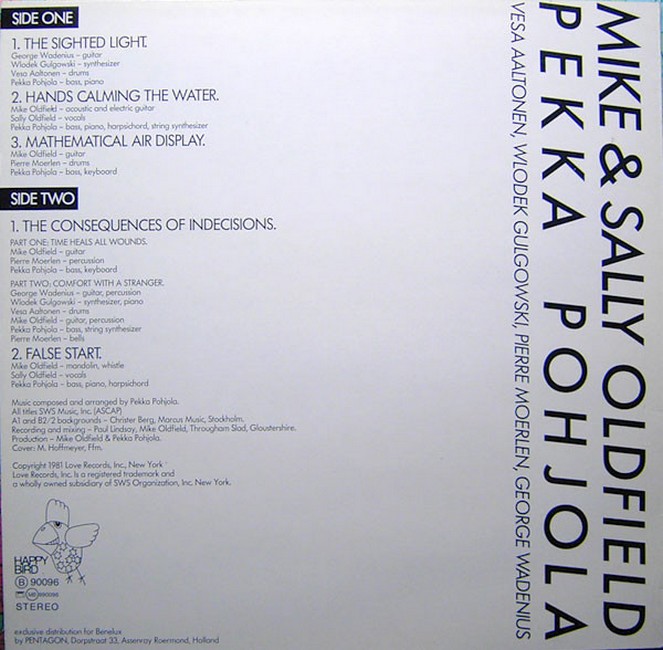 SIDE ONE
1. THE SIGHTED LIGHT.
George Wadenius – guitar
Wlodek Gulgowski – synthesizer
Vesa Aaltonen – drums
Pekka Pohjola – bass, piano
2. HANDS CALMING THE WATER.
Mike Oldfield – acoustic and electric guitar
Sally Oldfield – vocals
Pekka Pohjola – bass, piano, harpsichord, string synthesizer
3. MATHEMATICAL AIR DISPLAY.
Mike Oldfield – guitar
Pierre Moerlen – drums
Pekka Pohjola – bass, keyboard
SIDE TWO
1. THE CONSEQUENCES OF INDECISIONS.
PART ONE: TIME HEALS ALL WOUNDS.
Mike Oldfield – guitar
Pierre Moerlen – percussion
Pekka Pohjola – bass, keyboard
PART TWO: COMFORT WITH A STRANGER.
George Wadenius – guitar, percussion
Wlodek Gulgowski – synthesizer, piano
Vesa Aaltonen – drums
Mike Oldfield – guitar, percussion
Pekka Pohjola – bass, string synthesizer
Pierre Moerlen – bells
2. FALSE START.
Mike Oldfield – mandolin, whistle
Sally Oldfield – vocals
Pekka Pohjola – bass, piano, harpsichord
Music composed and arranged by Pekka Pohjola.
All titles SWS Music, Inc. (ASCAP)
A1 and B2/2 backgrounds – Christer Berg, Marcus Music, Stockholm.
Recording and mixing – Paul Lindsay, Mike Oldfield, Througham Slad, Gloustershire.
Production – Mike Oldfield & Pekka Pohjola.
Cover: M. Hoffmeyer, Ffm.
Copyright 1981 Love Records, Inc., New York
Love Records, Inc. Is a registered trademark and
a wholly owned subsidiary of SWS Organization, Inc. New York.
HAPPY
BIRD
B 90096
STEREO
exclusive distribution for Benelux
by PENTAGON, Dorpstraat 33, Assenray Roermond, Holland
MIKE & SALLY OLDFIELD
PEKKA POHJOLA
VESA AALTONEN, WLODEK GULGOWSKI, PIERRE MOERLEN, GEORGE WADENIUS